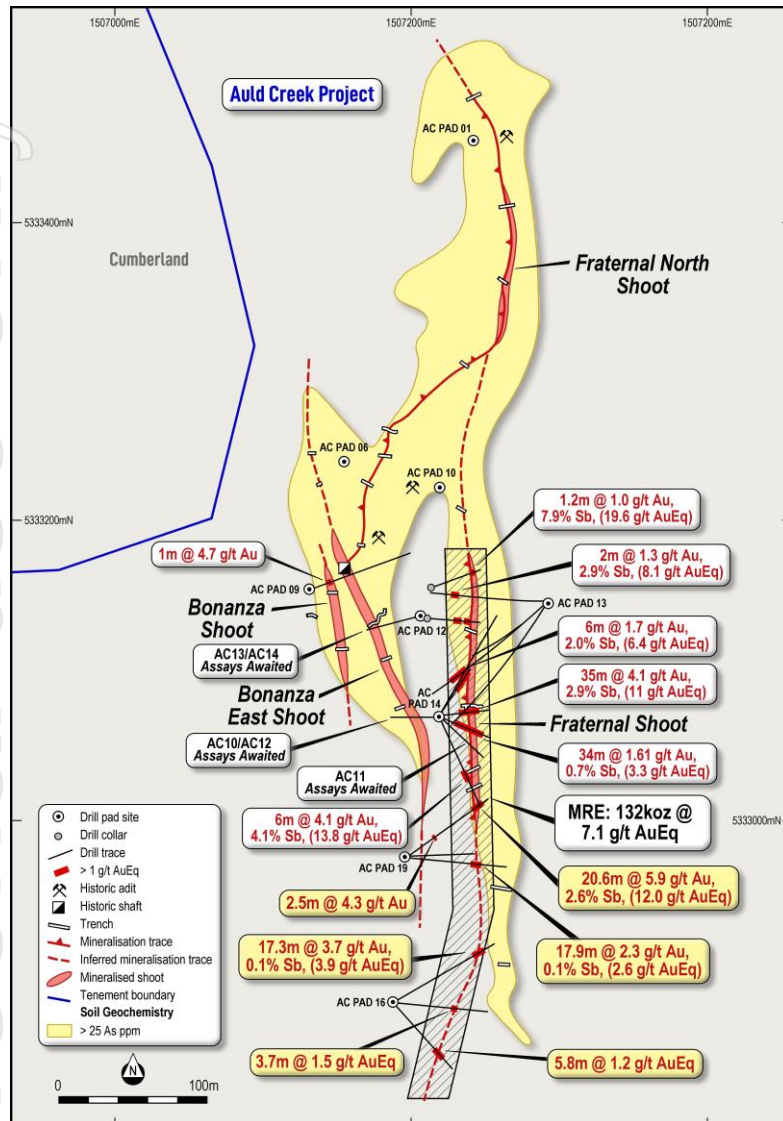 1507000mE
1507200mE
1507200mE
Auld Creek Project
AC PAD 01
5333400mN
Cumberland
Fraternal North
Shoot
AC PAD 06
AC PAD 10
5333200mN
1.2m @ 1.0 g/t Au,
7.9% Sb, (19.6 g/t AuEq)
1m @ 4.7 g/t Au
2m @ 1.3 g/t Au,
2.9% Sb, (8.1 g/t AuEq)
AC PAD 09
AC PAD 13
Bonanza
Shoot
AC PAD 12
6m @ 1.7 g/t Au,
2.0% Sb, (6.4 g/t AuEq)
AC13/AC14
Assays Awaited
35m @ 4.1 g/t Au,
2.9% Sb, (11 g/t AuEq)
Bonanza
East Shoot
AC
PAD 14
Fraternal Shoot
AC10/AC12
Assays Awaited
34m @ 1.61 g/t Au,
0.7% Sb, (3.3 g/t AuEq)
AC11
Assays Awaited
MRE: 132koz @
7.1 g/t AuEq
6m @ 4.1 g/t Au,
4.1% Sb, (13.8 g/t AuEq)
5333000mN
AC PAD 19
20.6m @ 5.9 g/t Au,
2.6% Sb, (12.0 g/t AuEq)
2.5m @ 4.3 g/t Au
17.3m @ 3.7 g/t Au,
0.1% Sb, (3.9 g/t AuEq)
17.9m @ 2.3 g/t Au,
0.1% Sb, (2.6 g/t AuEq)
AC PAD 16
3.7m @ 1.5 g/t AuEq
5.8m @ 1.2 g/t AuEq
Drill pad site
Drill collar
Drill trace
> 1 g/t AuEq
Historic adit
Historic shaft
Trench
Mineralisation trace
Inferred mineralisation trace
Mineralised shoot
Tenement boundary
Soil Geochemistry
> 25 As ppm
N
0
100m